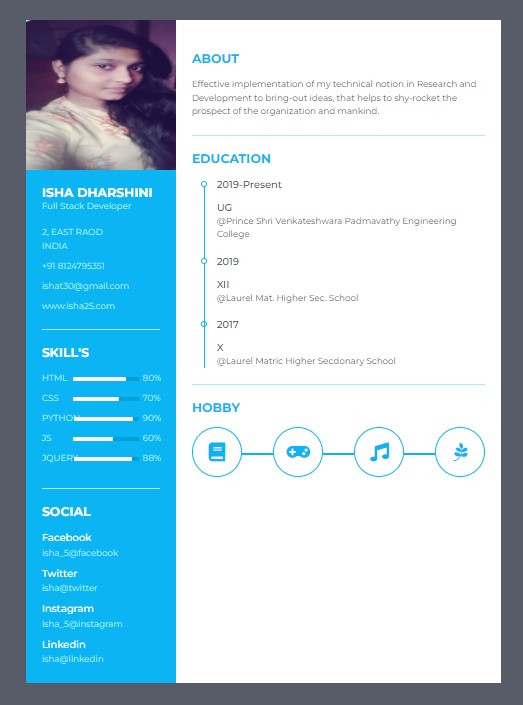 ISHA DHARSHINI
Full Stack Developer
2, EAST RAOD
INDIA
+91 8124795351
ishat30@gmail.com
www.isha25.com
SKILL'S
HTML 80%
CSS 70%
PYTHON 90%
JS 60%
JQUERY 88%
SOCIAL
Facebook
isha_5@facebook
Twitter
isha@twitter
Instagram
isha_5@Instagram
Linkedin
isha@linkedin
ABOUT
Effective implementation of my technical notion in Research and
Development to bring-out ideas, that helps to shy-rocket the
prospect of the organization and mankind.
EDUCATION
2019-Present
UG
@Prince Shri Venkateshwara Padmavathy Engineering
College
2019
XII
@Laurel Mat. Higher Sec. School
2017
X
@Laurel Matric Higher Secdonary School
HOBBY